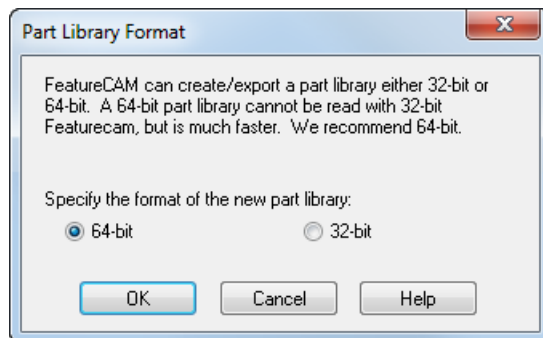 Part Library Format
FeatureCAM can create/export a part library either 32-bit or
64-bit. A 64-bit part library cannot be read with 32-bit
Featurecam, but is much faster. We recommend 64-bit.
Specify the format of the new part library:
64-bit 32-bit
OK Cancel Help